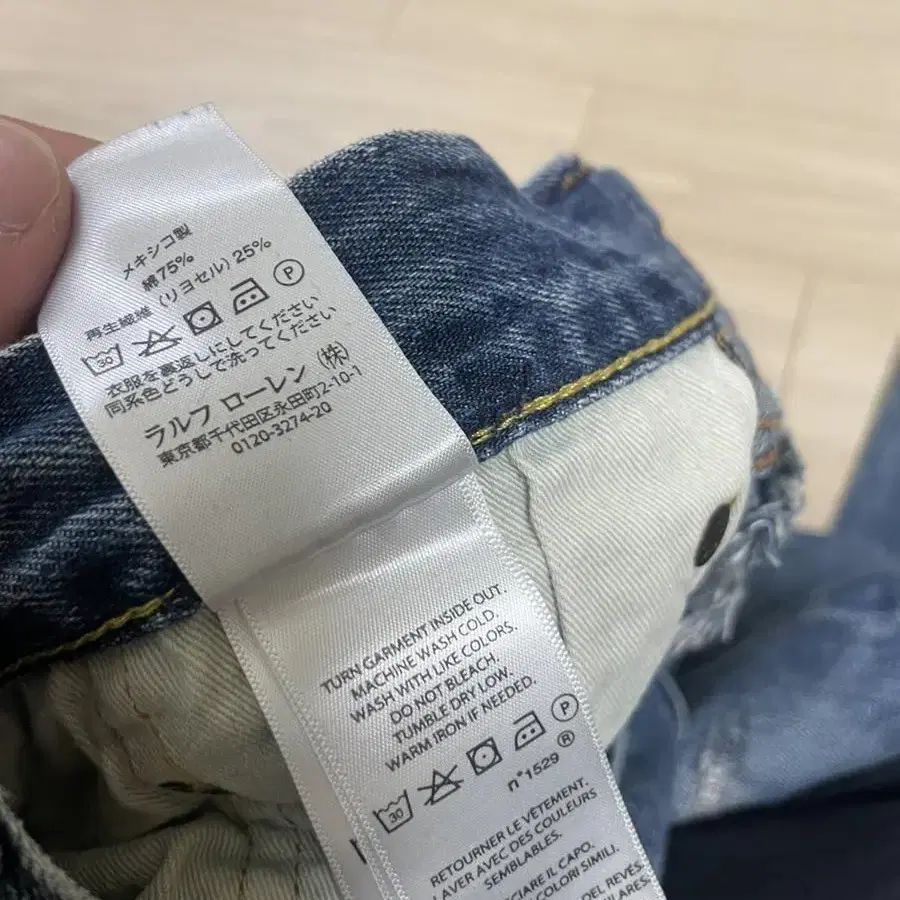 メキシコ製
綿75%
再生繊維 (リヨセル) 25%
30 P
衣服を裏返しにしてください
同系色どうしで洗ってください
ラルフ ローレン (株)
東京都千代田区永田町2-10-1
0120-3274-20
TURN GARMENT INSIDE OUT.
MACHINE WASH COLD.
WASH WITH LIKE COLORS.
DO NOT BLEACH.
TUMBLE DRY LOW.
WARM IRON IF NEEDED.
30 P
n°1529 ®
RETOURNER LE VÊTEMENT.
LAVER AVEC DES COULEURS
SEMBLABLES.
CAPO.
COLORI SIMILI.
DEL REVÉS